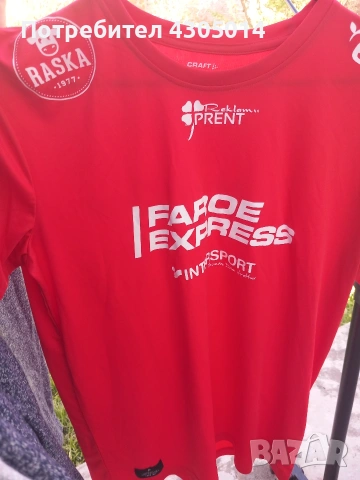 Потребител 4305014
RASKA
1977
CRAFT
Reklam
PRENT
FAROE
EXPRESS
INTERSPORT
BAZAR